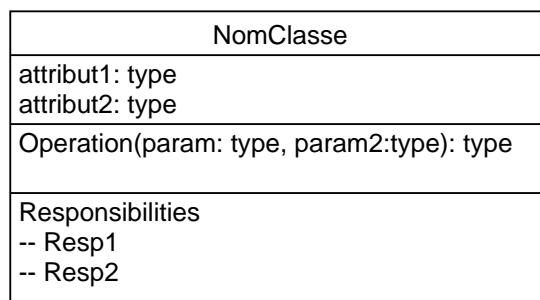 NomClasse
attribut1: type
attribut2: type
Operation(param: type, param2:type): type
Responsibilities
-- Resp1
-- Resp2